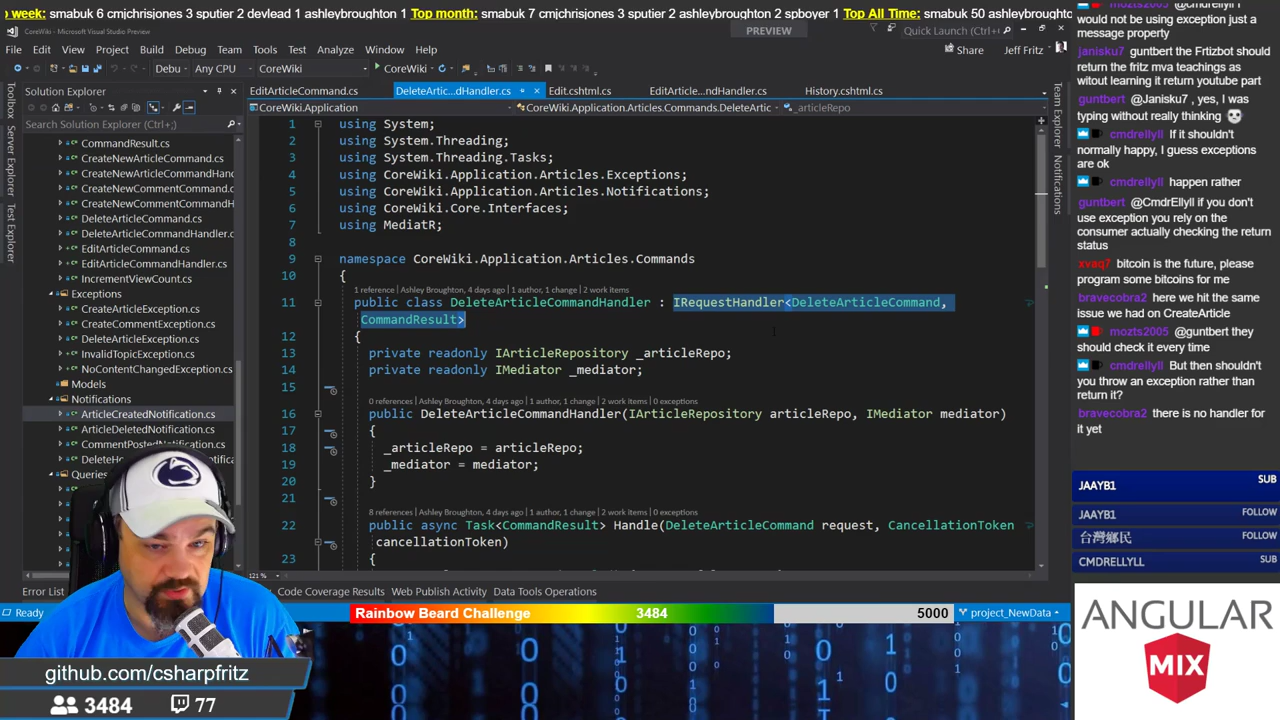 o week: smabuk 6 cmjchrisjones 3 sputier 2 devlead 1 ashleybroughton 1 Top month: smabuk 7 cmjchrisjones 3 sputier 3 ashleybroughton 2 spboyer 1 Top All Time: smabuk 50 ashleybroughto
CoreWiki - Microsoft Visual Studio Preview
PREVIEW
Quick Launch (Ctrl+Q)
File Edit View Project Build Debug Team Tools Test Analyze Window Help
Share Jeff Fritz
Debu Any CPU CoreWiki CoreWiki
Solution Explorer
Search Solution Explorer (Ctrl+;)
Toolbox
Server Explorer
Test Explorer
CommandResult.cs
CreateNewArticleCommand.cs
CreateNewArticleCommandHand
CreateNewCommentCommand.c
CreateNewCommentCommandH
DeleteArticleCommand.cs
DeleteArticleCommandHandler.cs
EditArticleCommand.cs
EditArticleCommandHandler.cs
IncrementViewCount.cs
Exceptions
CreateArticleException.cs
CreateCommentException.cs
DeleteArticleException.cs
InvalidTopicException.cs
NoContentChangedException.cs
Models
Notifications
ArticleCreatedNotification.cs
ArticleDeletedNotification.cs
CommentPostedNotification.cs
Queries
EditArticleCommand.cs DeleteArtic...dHandler.cs Edit.cshtml.cs EditArticle...ndHandler.cs History.cshtml.cs
CoreWiki.Application CoreWiki.Application.Articles.Commands.DeleteArtic _articleRepo
1 using System;
2 using System.Threading;
3 using System.Threading.Tasks;
4 using CoreWiki.Application.Articles.Exceptions;
5 using CoreWiki.Application.Articles.Notifications;
6 using CoreWiki.Core.Interfaces;
7 using MediatR;
8
9 namespace CoreWiki.Application.Articles.Commands
10 {
1 reference | Ashley Broughton, 4 days ago | 1 author, 1 change | 2 work items
11 public class DeleteArticleCommandHandler : IRequestHandler<DeleteArticleCommand,
CommandResult>
12 {
13 private readonly IArticleRepository _articleRepo;
14 private readonly IMediator _mediator;
15
0 references | Ashley Broughton, 4 days ago | 1 author, 1 change | 2 work items | 0 exceptions
16 public DeleteArticleCommandHandler(IArticleRepository articleRepo, IMediator mediator)
17 {
18 _articleRepo = articleRepo;
19 _mediator = mediator;
20 }
21
8 references | Ashley Broughton, 4 days ago | 1 author, 1 change | 2 work items | 0 exceptions
22 public async Task<CommandResult> Handle(DeleteArticleCommand request, CancellationToken
cancellationToken)
23 {
121 %
Team Explorer
Notifications
Error List Code Coverage Results Web Publish Activity Data Tools Operations
Ready
project_NewData
Rainbow Beard Challenge 3484 5000
github.com/csharpfritz
3484 77
would not be using exception just a
message property
janisku7 guntbert the Frtizbot should
return the fritz mva teachings as
witout learning it return youtube part
guntbert @Janisku7 , yes, I was
typing without really thinking
cmdrellyll If it shouldn't
normally happy, I guess exceptions
are ok
cmdrellyll happen rather
guntbert @CmdrEllyll if you don't
use exception you rely on the
consumer actually checking the return
status
xvaq7 bitcoin is the future, please
program some bitcoins for me
bravecobra2 here we hit the same
issue we had on CreateArticle
mozts2005 @guntbert they
should check it every time
cmdrellyll But then shouldn't
you throw an exception rather than
return it?
bravecobra2 there is no handler for
it yet
JAAYB1 SUB
JAAYB1 FOLLOW
台灣鄉民 FOLLOW
CMDRELLYLL SUB
ANGULAR
MIX